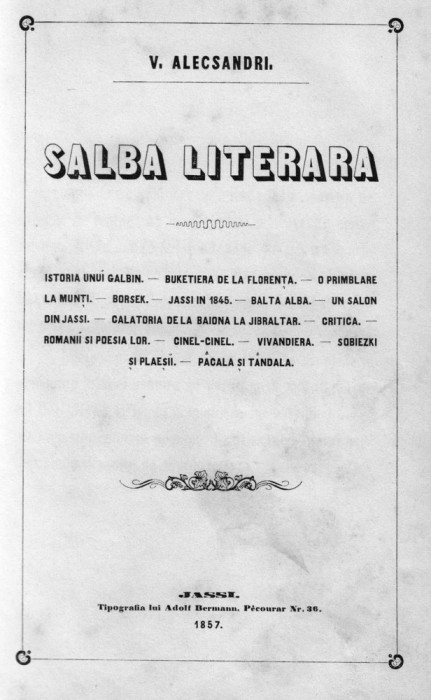 V. ALECSANDRI.
SALBA LITERARA
ISTORIA UNUĬ GALBIN. — BUKETIERA DE LA FLORENȚA. — O PRIMBLARE
LA MUNȚI. — BORSEK. — JASSI IN 1845. — BALTA ALBA. — UN SALON
DIN JASSI. — CALATORIA DE LA BAIONA LA JIBRALTAR. — CRITICA. —
ROMANIĬ SI POESIA LOR. — CINEL-CINEL. — VIVANDIERA. — SOBIEZKI
ȘI PLAEȘIĬ. — PÂCALA ȘI TÂNDALA.
JASSI.
Tipografia lui Adolf Bermann, Pécourar Nr. 36.
1857.